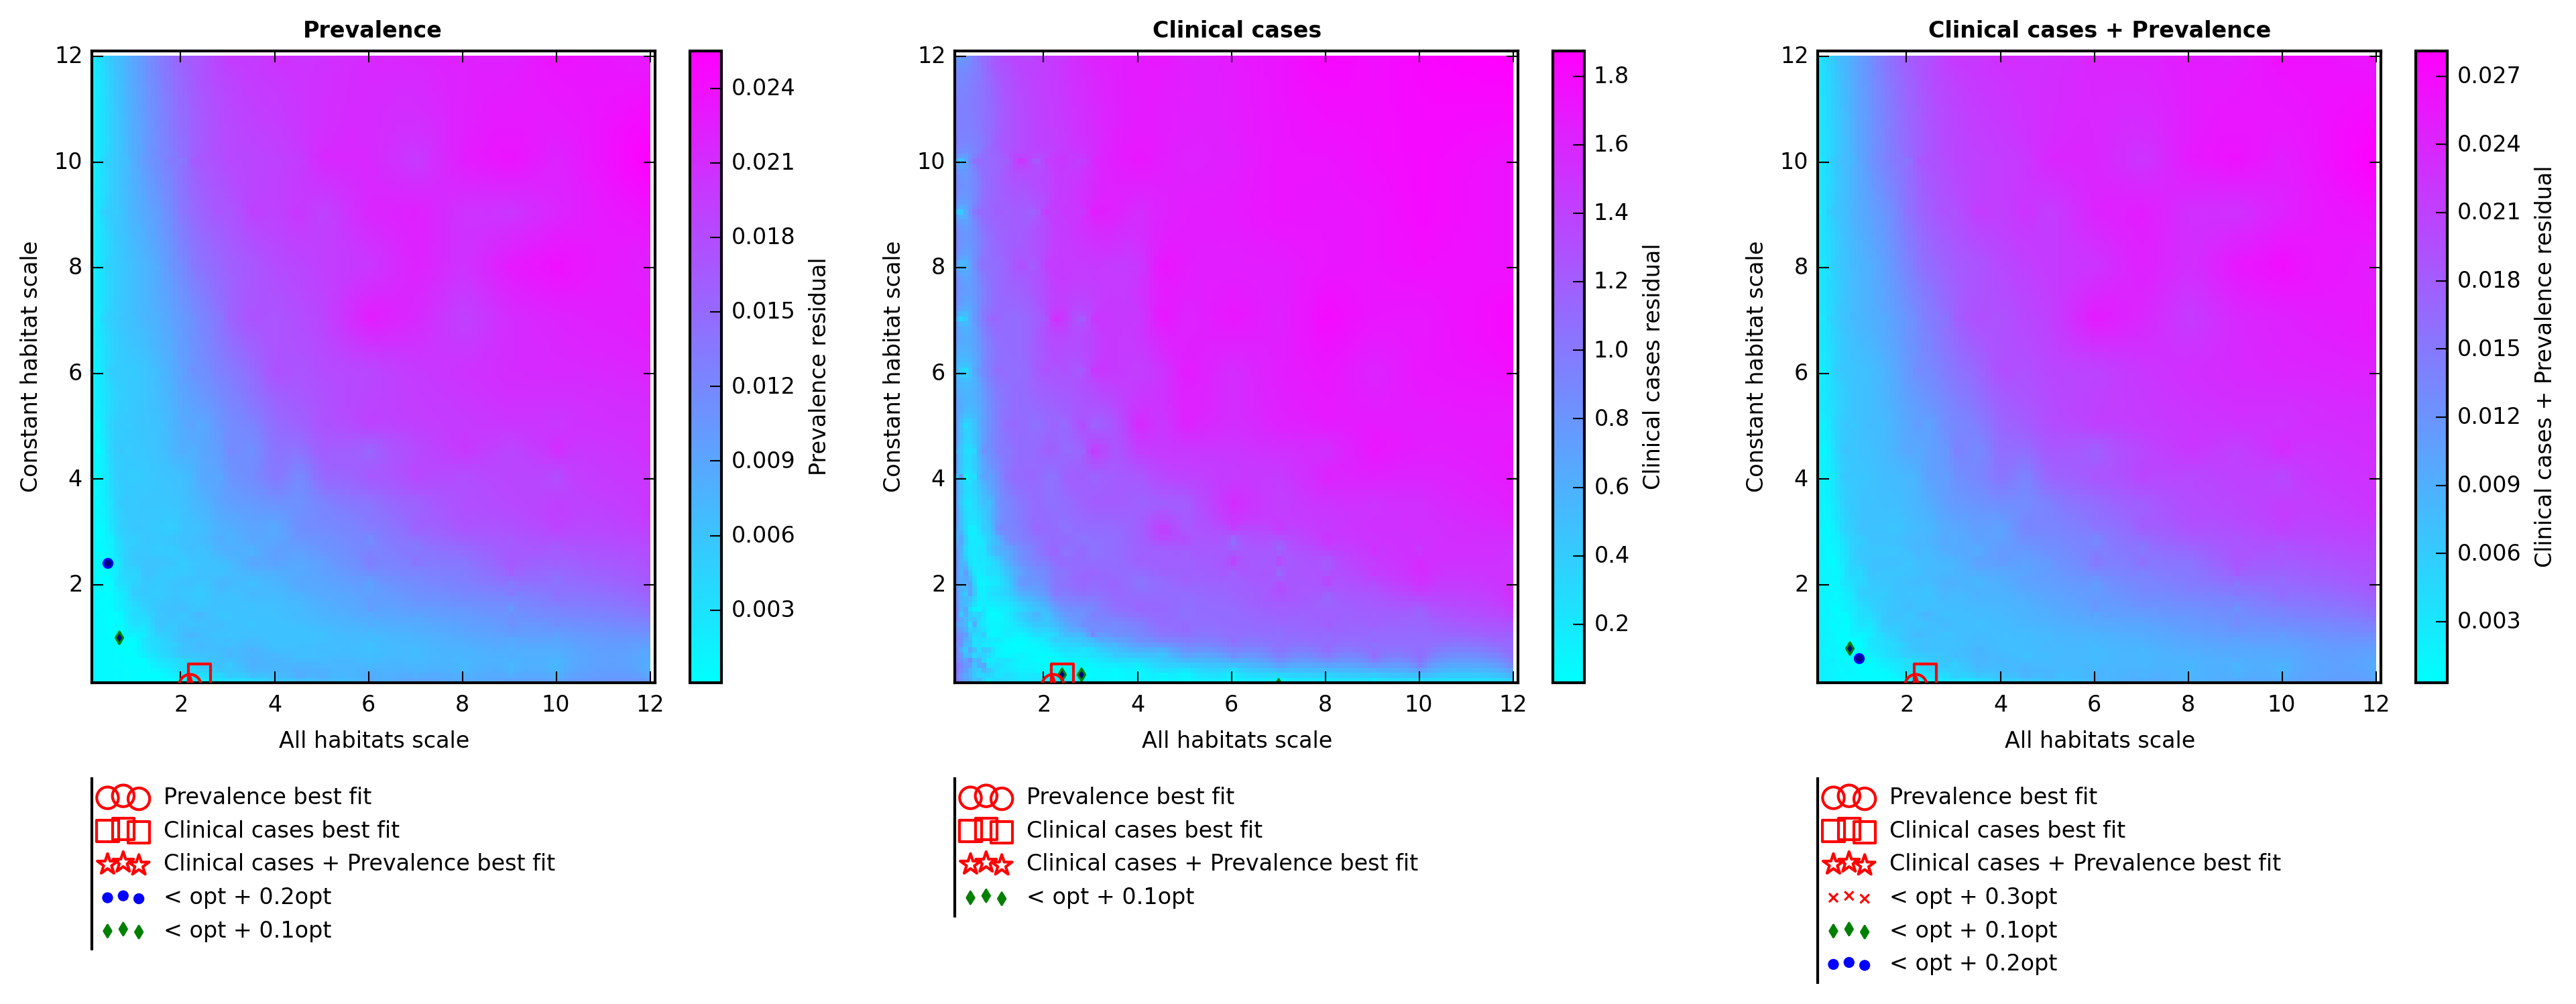 Prevalence
12
10
8
6
4
2
Constant habitat scale
2 4 6 8 10 12
All habitats scale
0.024
0.021
0.018
0.015
0.012
0.009
0.006
0.003
Prevalence residual
Prevalence best fit
Clinical cases best fit
Clinical cases + Prevalence best fit
< opt + 0.2opt
< opt + 0.1opt
Clinical cases
12
10
8
6
4
2
Constant habitat scale
2 4 6 8 10 12
All habitats scale
1.8
1.6
1.4
1.2
1.0
0.8
0.6
0.4
0.2
Clinical cases residual
Prevalence best fit
Clinical cases best fit
Clinical cases + Prevalence best fit
< opt + 0.1opt
Clinical cases + Prevalence
12
10
8
6
4
2
Constant habitat scale
2 4 6 8 10 12
All habitats scale
0.027
0.024
0.021
0.018
0.015
0.012
0.009
0.006
0.003
Clinical cases + Prevalence residual
Prevalence best fit
Clinical cases best fit
Clinical cases + Prevalence best fit
< opt + 0.3opt
< opt + 0.1opt
< opt + 0.2opt